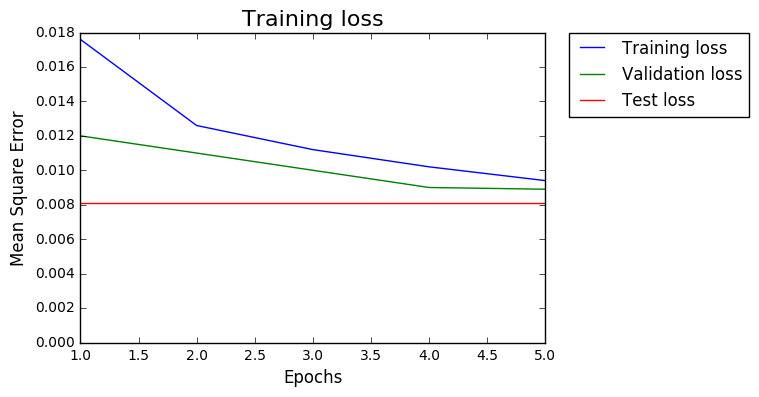 Training loss
Mean Square Error
0.018
0.016
0.014
0.012
0.010
0.008
0.006
0.004
0.002
0.000
1.0 1.5 2.0 2.5 3.0 3.5 4.0 4.5 5.0
Epochs
Training loss
Validation loss
Test loss